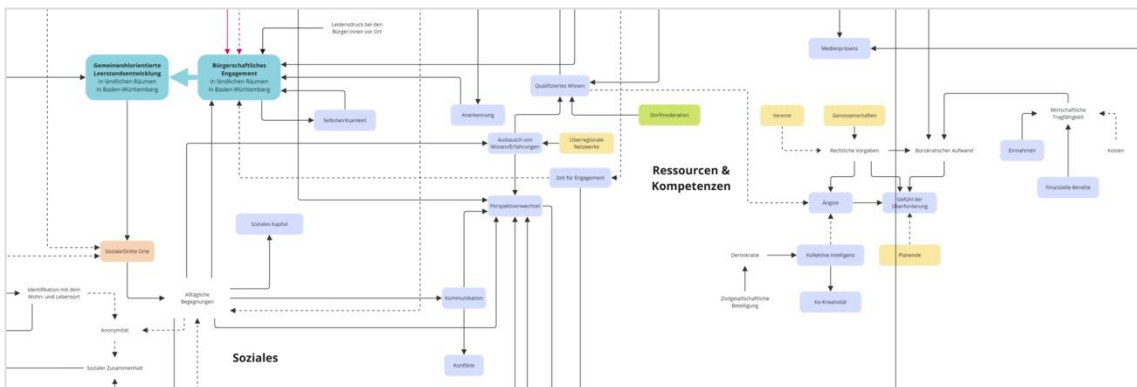 Leidensdruck bei den
Bürger:innen vor Ort
Gemeinwohlorientierte
Leerstandsentwicklung
in ländlichen Räumen
in Baden-Württemberg
Bürgerschaftliches
Engagement
in ländlichen Räumen
in Baden-Württemberg
Selbstwirksamkeit
Anerkennung
Qualifiziertes Wissen
Dorfmoderation
Austausch von
Wissen/Erfahrungen
Überregionale
Netzwerke
Zeit für Engagement
Perspektivenwechsel
Soziales Kapital
Soziale/Dritte Orte
Identifikation mit dem
Wohn- und Lebensort
Alltägliche
Begegnungen
Kommunikation
Anonymität
Sozialer Zusammenhalt
Konflikte
Soziales
Ressourcen &
Kompetenzen
Medienpräsenz
Vereine
Genossenschaften
Wirtschaftliche
Tragfähigkeit
Rechtliche Vorgaben
Bürokratischer Aufwand
Einnahmen
Kosten
Finanzielle Rendite
Ängste
Gefühl der
Überforderung
Demokratie
Kollektive Intelligenz
Planende
Zivilgesellschaftliche
Beteiligung
Ko-Kreativität